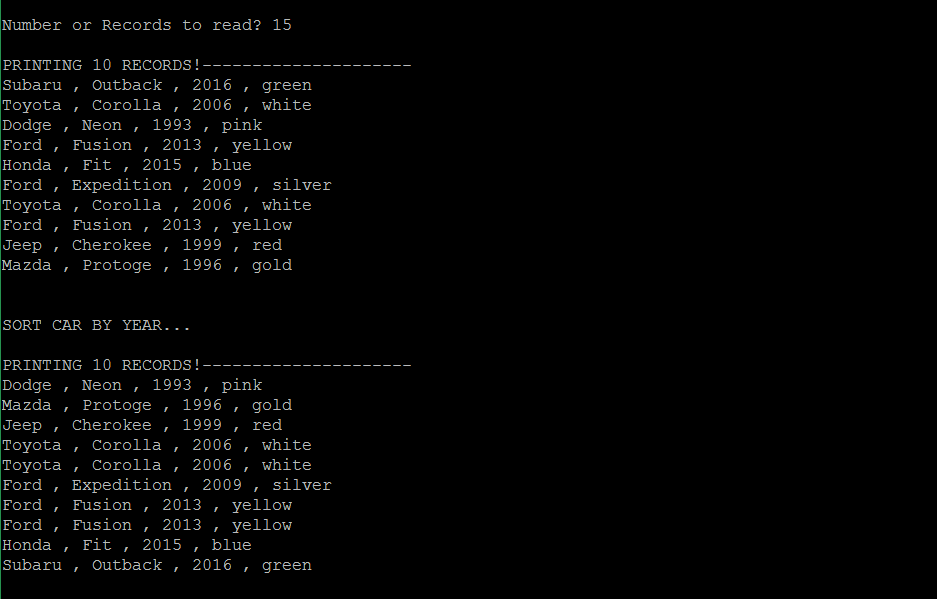 Number or Records to read? 15
PRINTING 10 RECORDS!---------------------
Subaru , Outback , 2016 , green
Toyota , Corolla , 2006 , white
Dodge , Neon , 1993 , pink
Ford , Fusion , 2013 , yellow
Honda , Fit , 2015 , blue
Ford , Expedition , 2009 , silver
Toyota , Corolla , 2006 , white
Ford , Fusion , 2013 , yellow
Jeep , Cherokee , 1999 , red
Mazda , Protoge , 1996 , gold
SORT CAR BY YEAR...
PRINTING 10 RECORDS!---------------------
Dodge , Neon , 1993 , pink
Mazda , Protoge , 1996 , gold
Jeep , Cherokee , 1999 , red
Toyota , Corolla , 2006 , white
Toyota , Corolla , 2006 , white
Ford , Expedition , 2009 , silver
Ford , Fusion , 2013 , yellow
Ford , Fusion , 2013 , yellow
Honda , Fit , 2015 , blue
Subaru , Outback , 2016 , green